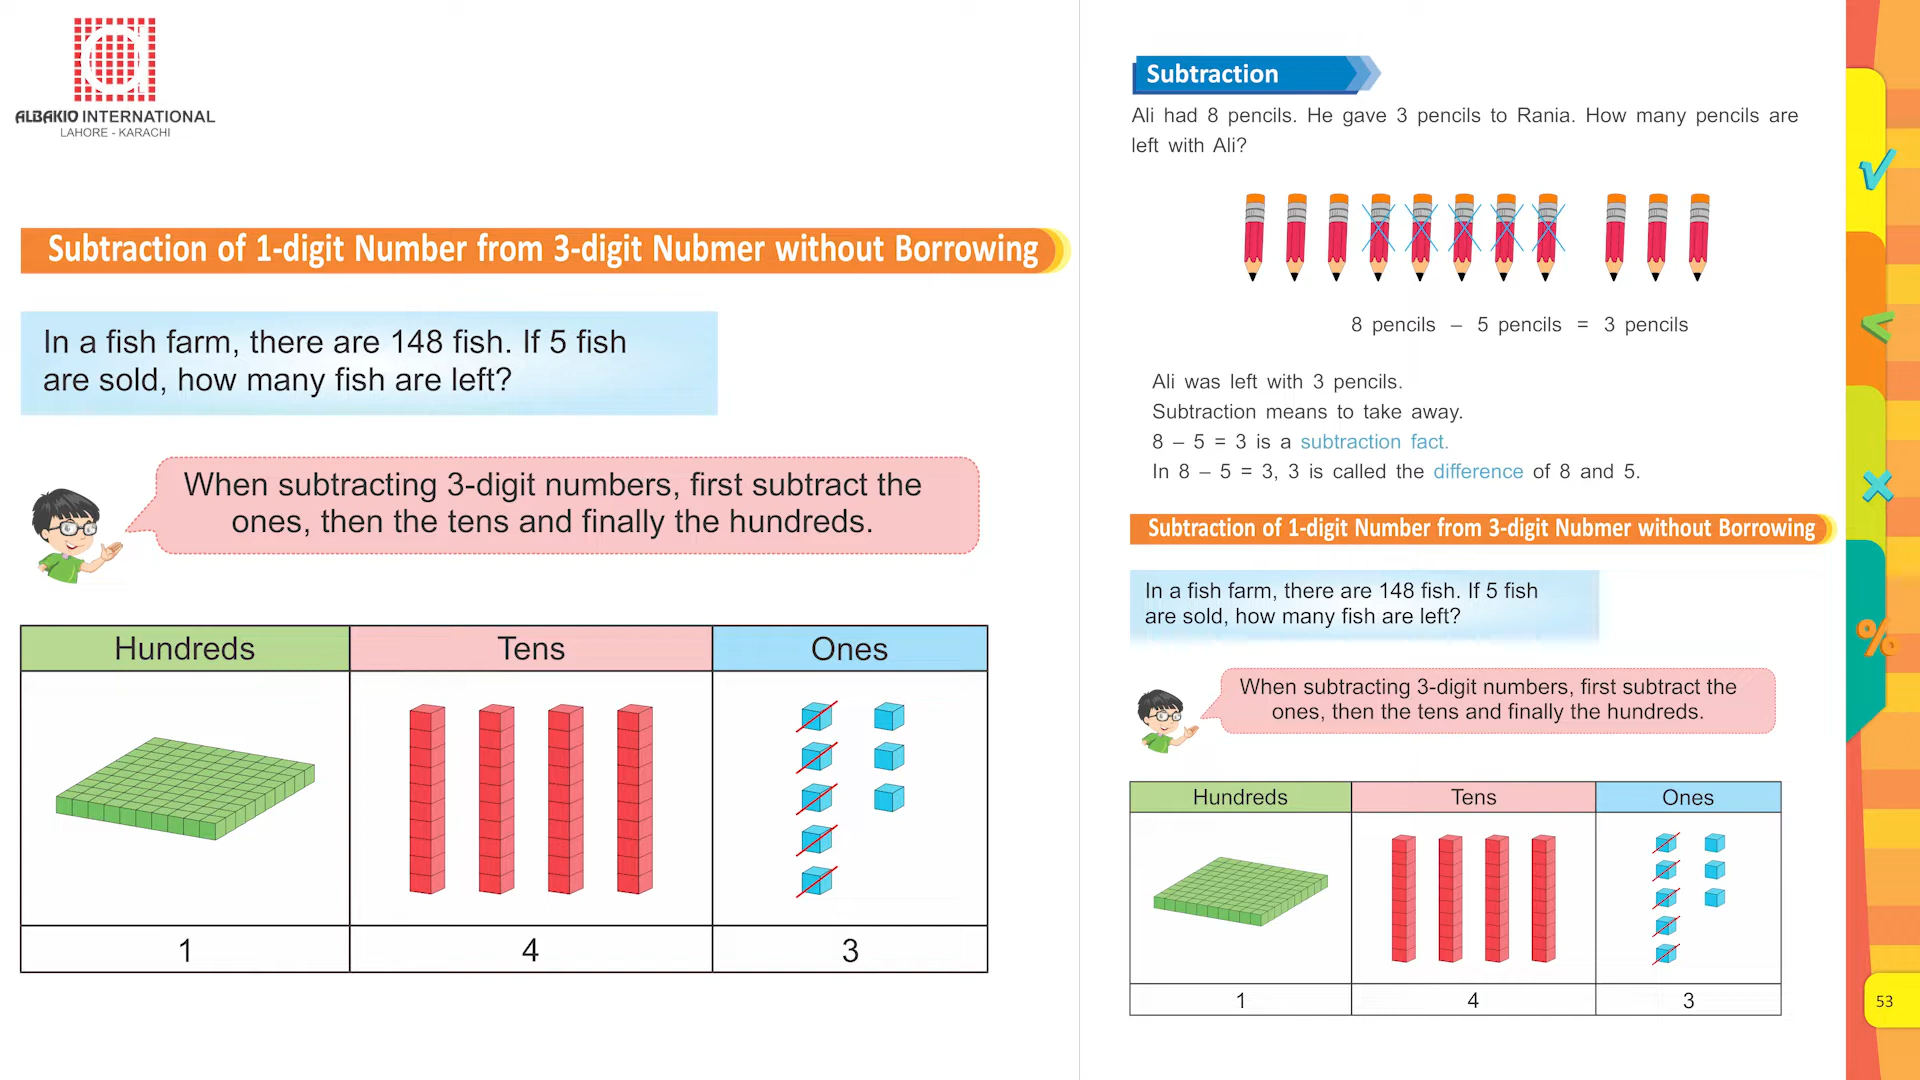 ALBAKIO INTERNATIONAL
LAHORE - KARACHI
Subtraction of 1-digit Number from 3-digit Nubmer without Borrowing
In a fish farm, there are 148 fish. If 5 fish
are sold, how many fish are left?
When subtracting 3-digit numbers, first subtract the
ones, then the tens and finally the hundreds.
Hundreds Tens Ones
1 4 3
Subtraction
Ali had 8 pencils. He gave 3 pencils to Rania. How many pencils are
left with Ali?
8 pencils – 5 pencils = 3 pencils
Ali was left with 3 pencils.
Subtraction means to take away.
8 – 5 = 3 is a subtraction fact.
In 8 – 5 = 3, 3 is called the difference of 8 and 5.
Subtraction of 1-digit Number from 3-digit Nubmer without Borrowing
In a fish farm, there are 148 fish. If 5 fish
are sold, how many fish are left?
When subtracting 3-digit numbers, first subtract the
ones, then the tens and finally the hundreds.
Hundreds Tens Ones
1 4 3
√
<
×
%
53